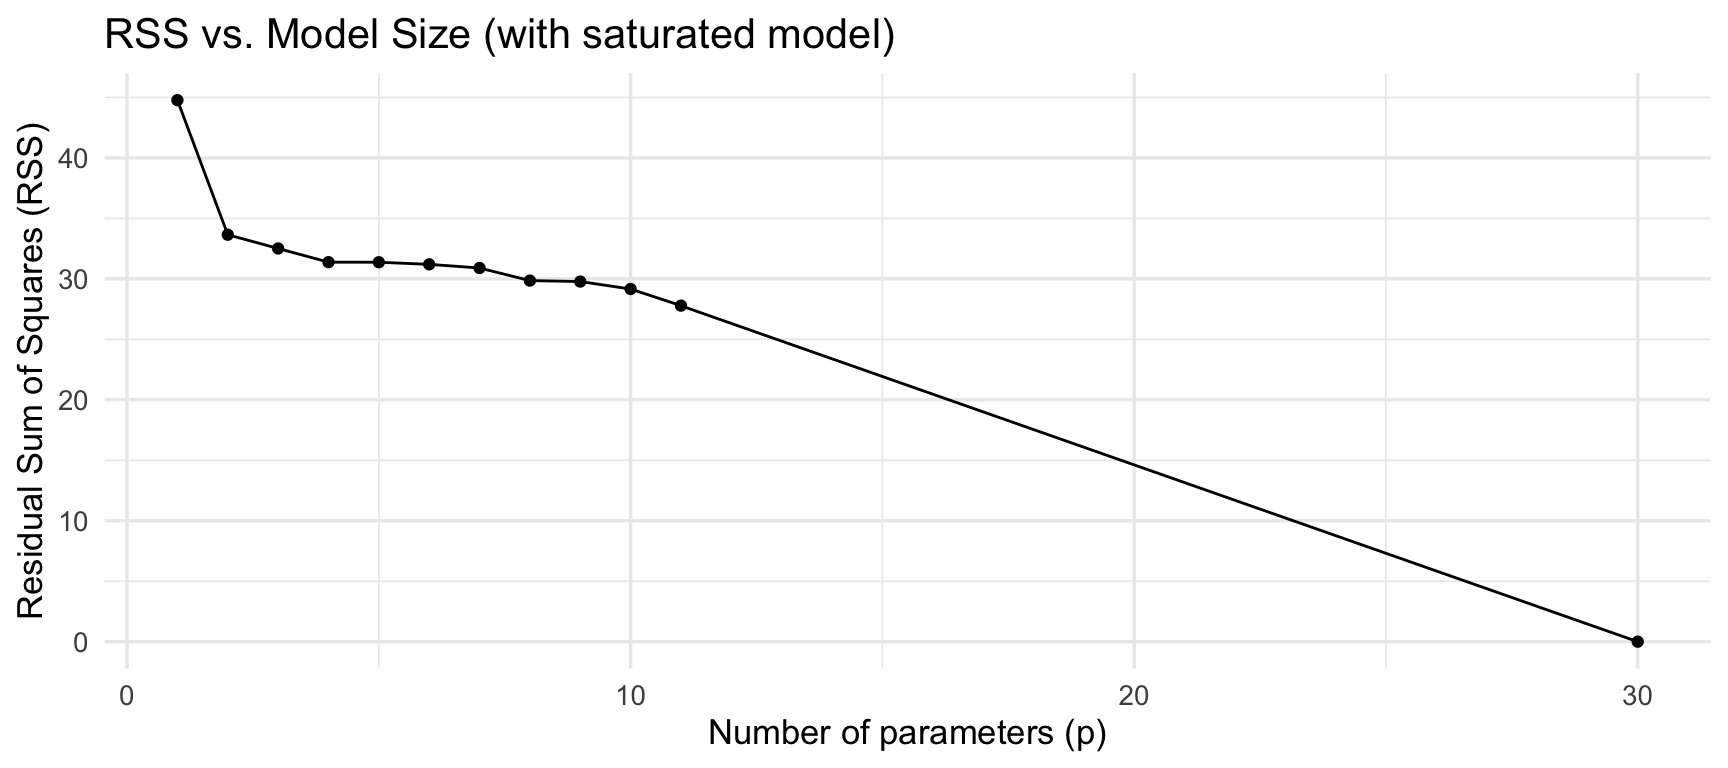 RSS vs. Model Size (with saturated model)
Residual Sum of Squares (RSS)
40
30
20
10
0
0 10 20 30
Number of parameters (p)